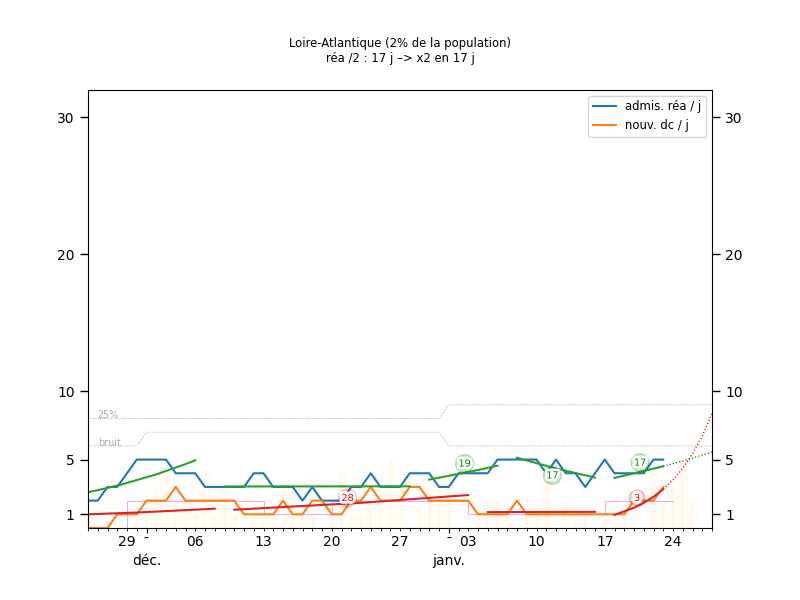 Loire-Atlantique (2% de la population)
réa /2 : 17 j –> x2 en 17 j
admis. réa / j
nouv. dc / j
30 30
20 20
10 10
25%
bruit
5 5
19 17 17
28 3
1 1
29 06 13 20 27 03 10 17 24
déc. janv.